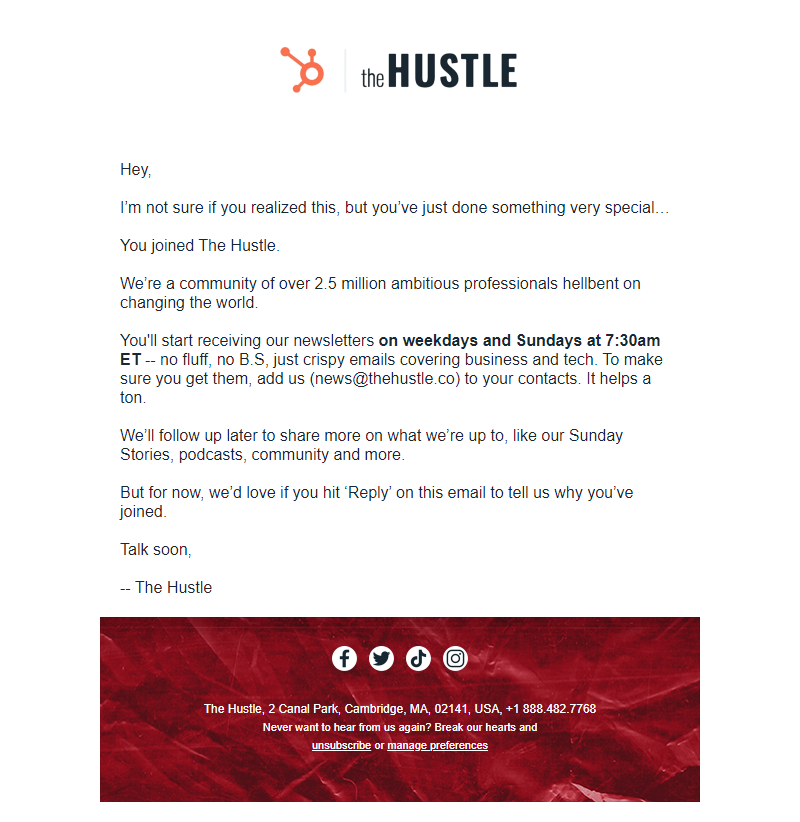 the HUSTLE
Hey,
I’m not sure if you realized this, but you’ve just done something very special…
You joined The Hustle.
We’re a community of over 2.5 million ambitious professionals hellbent on
changing the world.
You'll start receiving our newsletters on weekdays and Sundays at 7:30am
ET -- no fluff, no B.S, just crispy emails covering business and tech. To make
sure you get them, add us (news@thehustle.co) to your contacts. It helps a
ton.
We’ll follow up later to share more on what we’re up to, like our Sunday
Stories, podcasts, community and more.
But for now, we’d love if you hit ‘Reply’ on this email to tell us why you’ve
joined.
Talk soon,
-- The Hustle
The Hustle, 2 Canal Park, Cambridge, MA, 02141, USA, +1 888.482.7768
Never want to hear from us again? Break our hearts and
unsubscribe or manage preferences